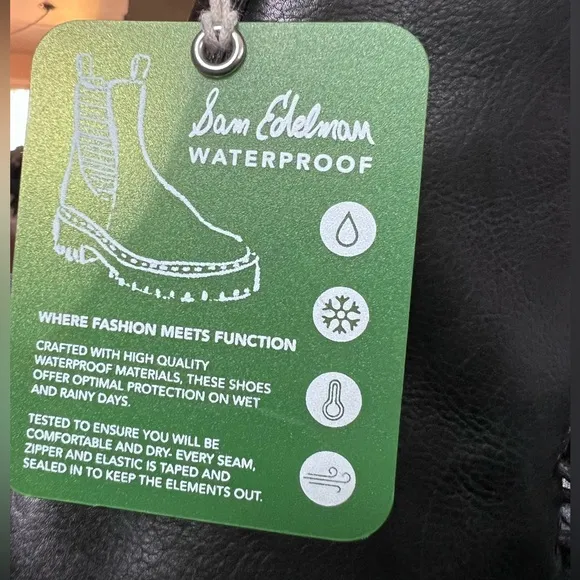 Sam Edelman
WATERPROOF
WHERE FASHION MEETS FUNCTION
CRAFTED WITH HIGH QUALITY
WATERPROOF MATERIALS, THESE SHOES
OFFER OPTIMAL PROTECTION ON WET
AND RAINY DAYS.
TESTED TO ENSURE YOU WILL BE
COMFORTABLE AND DRY- EVERY SEAM,
ZIPPER AND ELASTIC IS TAPED AND
SEALED IN TO KEEP THE ELEMENTS OUT.